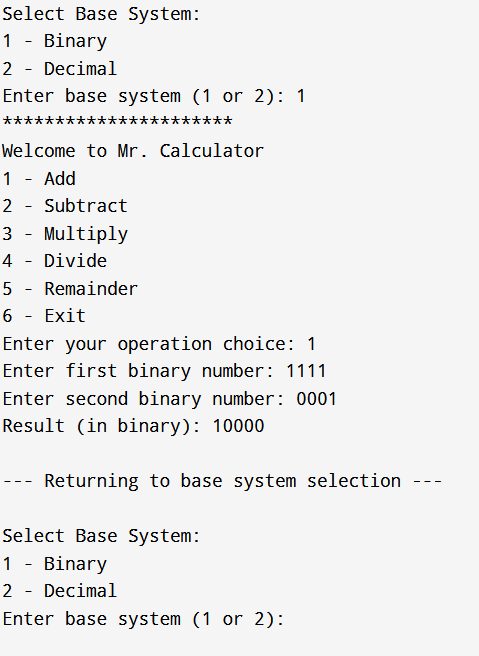 Select Base System:
1 - Binary
2 - Decimal
Enter base system (1 or 2): 1
**********************
Welcome to Mr. Calculator
1 - Add
2 - Subtract
3 - Multiply
4 - Divide
5 - Remainder
6 - Exit
Enter your operation choice: 1
Enter first binary number: 1111
Enter second binary number: 0001
Result (in binary): 10000
--- Returning to base system selection ---
Select Base System:
1 - Binary
2 - Decimal
Enter base system (1 or 2):